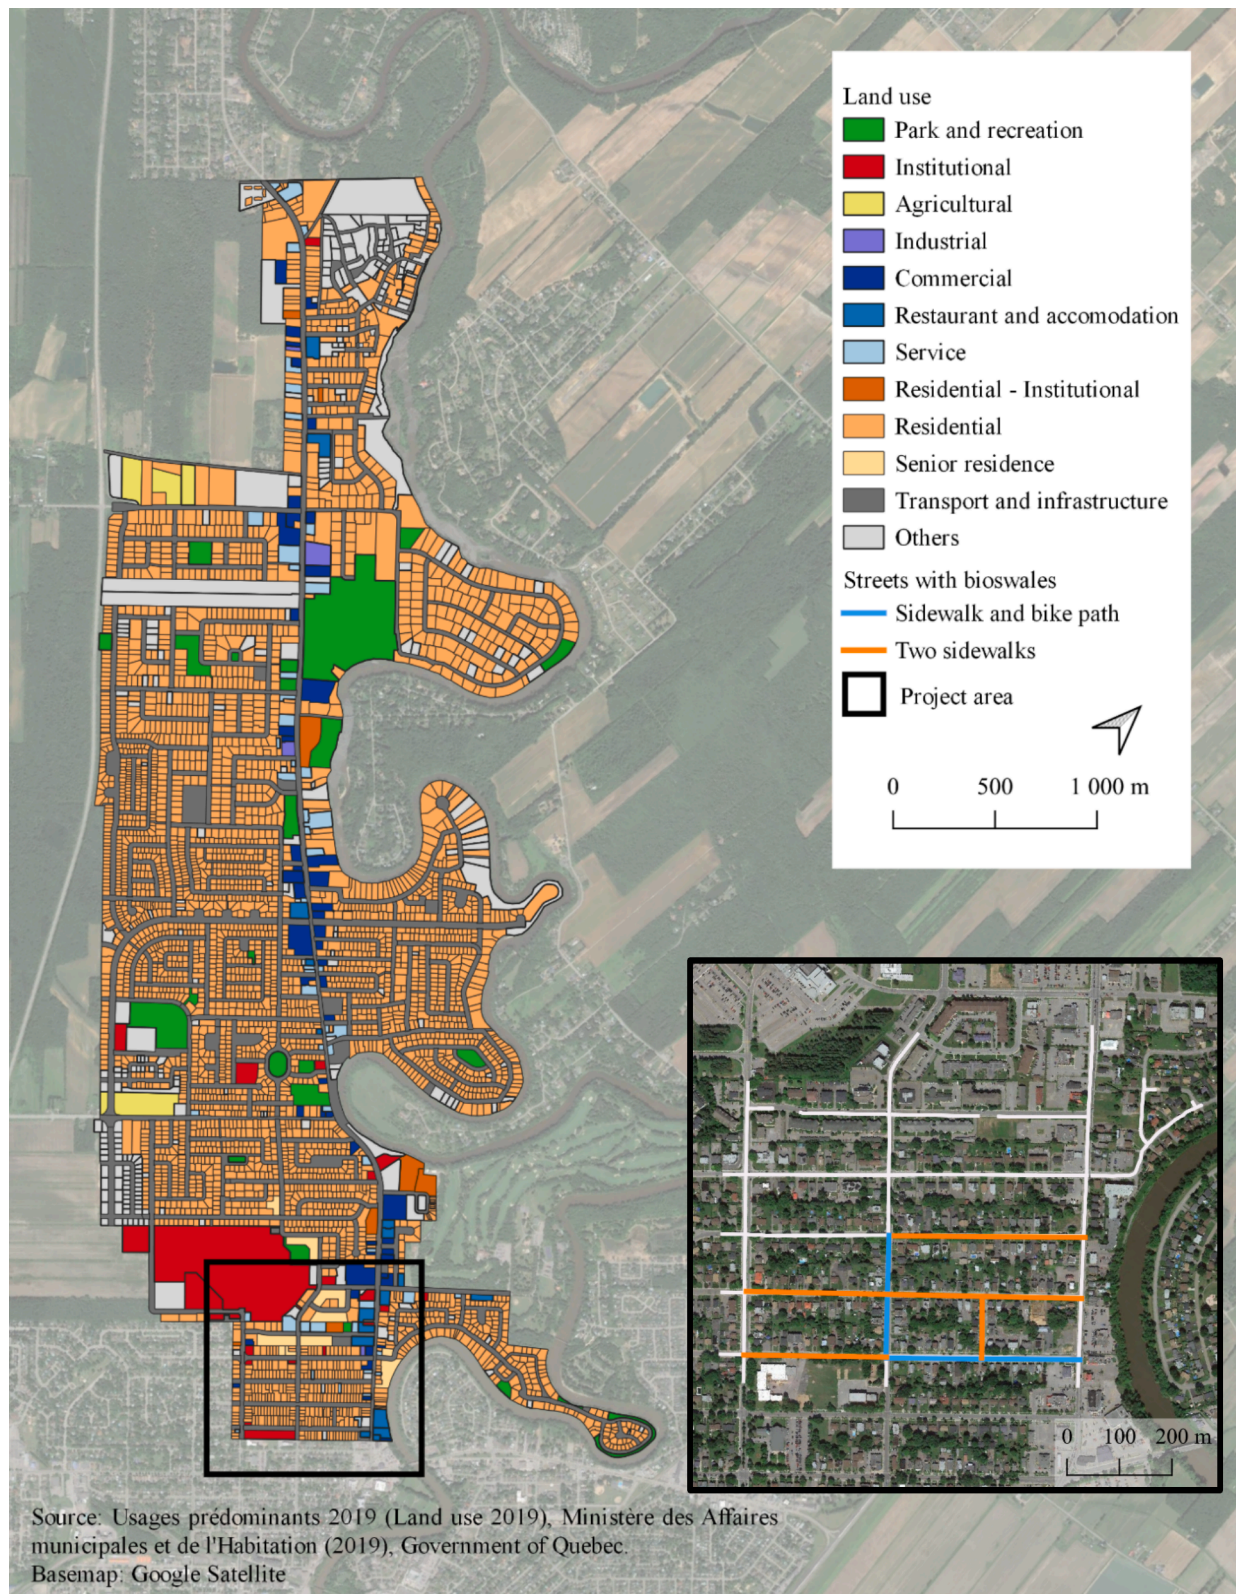 Land use
Park and recreation
Institutional
Agricultural
Industrial
Commercial
Restaurant and accomodation
Service
Residential - Institutional
Residential
Senior residence
Transport and infrastructure
Others
Streets with bioswales
Sidewalk and bike path
Two sidewalks
Project area
0 500 1 000 m
0 100 200 m
Source: Usages prédominants 2019 (Land use 2019), Ministère des Affaires
municipales et de l'Habitation (2019), Government of Quebec.
Basemap: Google Satellite